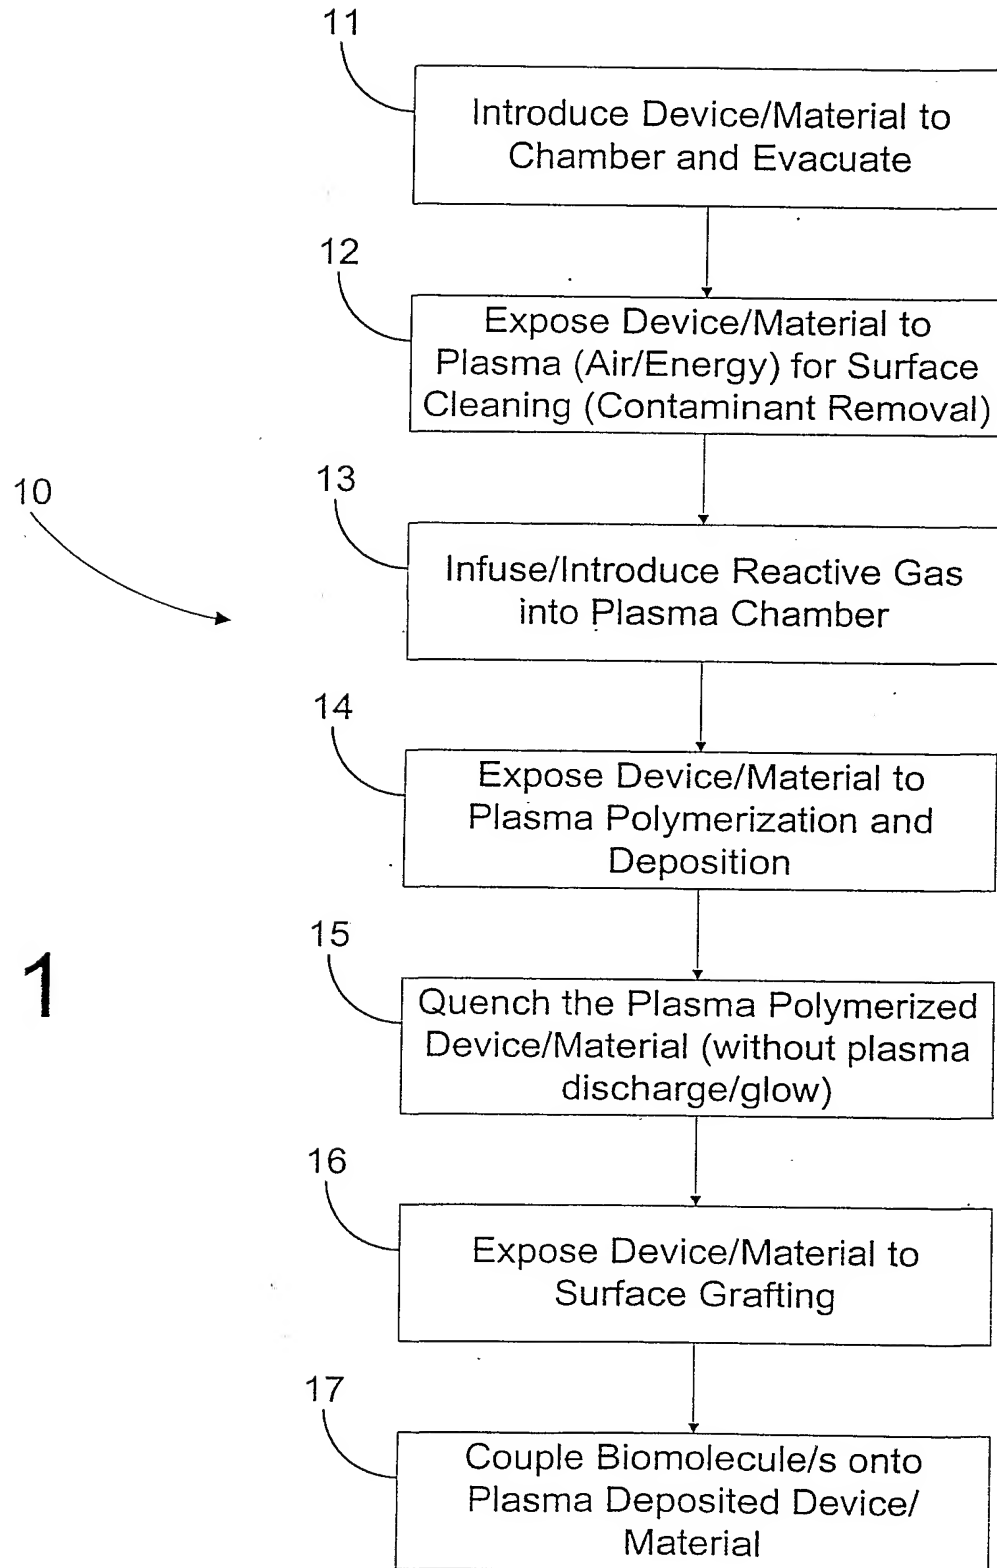 11
Introduce Device/Material to
Chamber and Evacuate
12
Expose Device/Material to
Plasma (Air/Energy) for Surface
Cleaning (Contaminant Removal)
10
13
Infuse/Introduce Reactive Gas
into Plasma Chamber
14
Expose Device/Material to
Plasma Polymerization and
Deposition
1
15
Quench the Plasma Polymerized
Device/Material (without plasma
discharge/glow)
16
Expose Device/Material to
Surface Grafting
17
Couple Biomolecule/s onto
Plasma Deposited Device/
Material